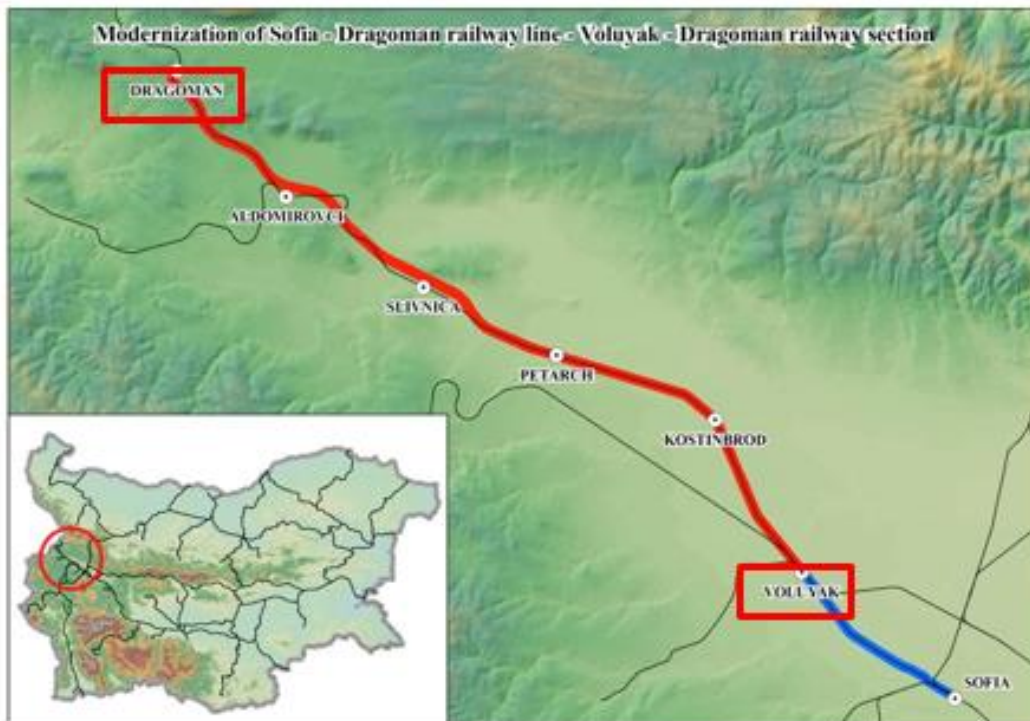 Modernization of Sofia - Dragoman railway line - Voluyak - Dragoman railway section
DRAGOMAN
ALDOMIROVCI
SLIVNICA
PETARCH
KOSTINBROD
VOLUYAK
SOFIA